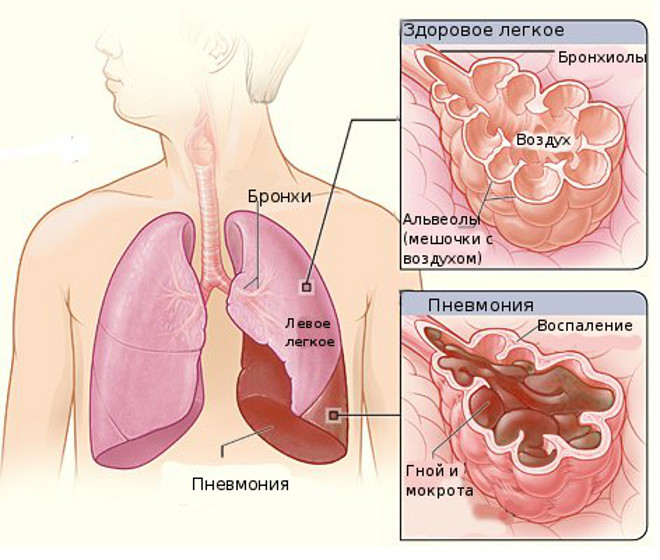 Здоровое легкое
Бронхиолы
Воздух
Альвеолы
(мешочки с
воздухом)
Бронхи
Левое
легкое
Пневмония
Воспаление
Гной и
мокрота
Пневмония